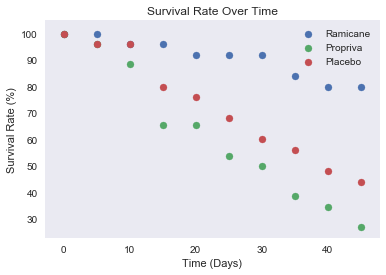 Survival Rate Over Time
Ramicane
Propriva
Placebo
Survival Rate (%)
100
90
80
70
60
50
40
30
0
10
20
30
40
Time (Days)